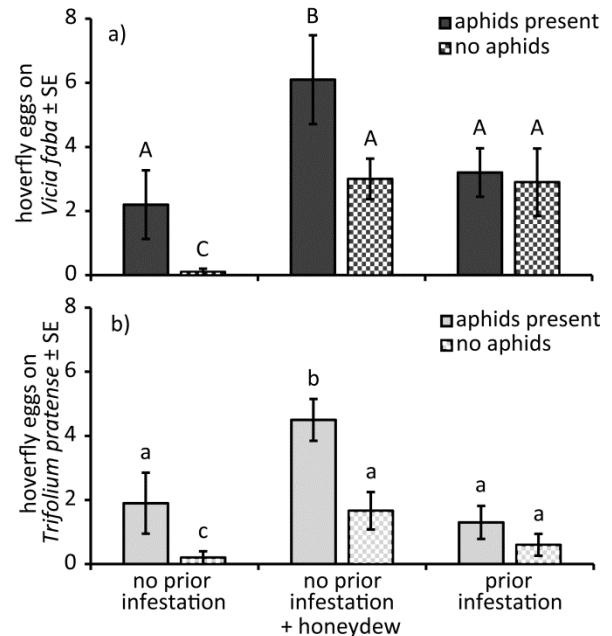 a)
aphids present
no aphids
hoverfly eggs on
Vicia faba ± SE
8
6
4
2
0
A
C
B
A
A
A
b)
aphids present
no aphids
hoverfly eggs on
Trifolium pratense ± SE
8
6
4
2
0
a
c
b
a
a
a
no prior
infestation
no prior
infestation
+ honeydew
prior
infestation